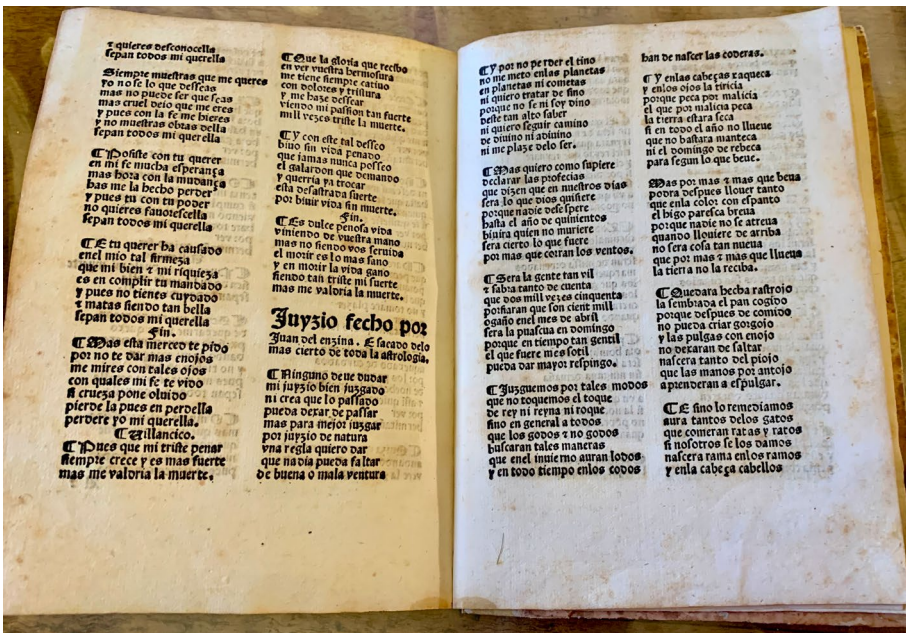 ⁊ quieres desconocella
sepan todos mi querella
Siempre muestras que me queres
yo no se lo que desseas
mas no puede ser que seas
mas cruel delo que me eres
y pues con la fe me hieres
y no muestras obras della
sepan todos mi querella
¶ Posiste con tu querer
en mi fe mucha esperança
mas hora con la mudança
has me la hecho perder
y pues tu con tu poder
no quieres fauorescella
sepan todos mi querella
¶ E tu querer ha causado
enel mio tal firmeza
que mi bien ⁊ mi riqueza
es en complir tu mandado
y pues no tienes cuydado
⁊ matas siendo tan bella
sepan todos mi querella
Fin.
¶ Mas esta merced te pido
por no te dar mas enojos
me mires con tales ojos
con quales mi fe te vido
si crueza pone oluido
pierde la pues en perdella
perdere yo mi querella.
¶ Uillancico.
¶ Pues que mi triste penar
siempre crece y es mas fuerte
mas me valdria la muerte.
¶ Que la gloria que recibo
en ver vuestra hermosura
me tiene siempre catiuo
con dolores y tristura
y me haze dessear
viendo mi passion tan fuerte
mill vezes triste la muerte.
¶ Y con este tal desseo
biuo sin vida penado
que jamas nunca posseo
el galardon que demando
y querria ya trocar
esta desastrada suerte
por biuir vida sin muerte.
Fin.
¶ Es dulce penosa vida
viniendo de vuestra mano
mas no siendo vos seruida
el morir es lo mas sano
y en morir la vida gano
siendo tan triste mi suerte
mas me valdria la muerte.
Juyzio fecho por
Juan del enzina. E sacado delo
mas cierto de toda la astrologia.
¶ Ninguno deue dudar
mi juyzio bien juzgado
ni crea que lo passado
pueda dexar de passar
mas para mejor juzgar
por juyzio de natura
vna regla quiero dar
que nadia pueda faltar
de buena o mala ventura
¶ Y por no perder el tino
no me meto enlas planetas
en planetas ni cometas
ni quiero tratar de fino
porque no se ni soy dino
deste tan alto saber
ni quiero seguir camino
de diuino ni adiuino
ni me plaze delo ser.
¶ Mas quiero como supiere
declarar las profecias
que dizen que en nuestros dias
sera lo que dios quisiere
porque nadie desespere
hasta el año de quinientos
biuira quien no muriere
sera cierto lo que fuere
por mas que corran los ventos.
¶ Sera la gente tan vil
⁊ sabra tanto de cuenta
que dos mill vezes cinquenta
porfiaran que son cient mill
ogaño enel mes de abril
sera la pascua en domingo
porque en tiempo tan gentil
el que fuere mes sotil
pueda dar mayor respingo.
¶ Juzguemos por tales modos
que no toquemos el toque
de rey ni reyna ni roque
sino en general a todos
que los godos y no godos
buscaran tales maneras
que enel inuierno auran lodos
y en todo tiempo enlos codos
han de nascer las coderas.
¶ Y enlas cabeças xaqueca
y enlos ojos la tiricia
porque peca por malicia
el que por malicia peca
la tierra estara seca
si en todo el año no llueue
que no bastara manteca
ni el domingo de rebeca
para segun lo que beue.
Mas por mas ⁊ mas que beua
podra despues llouer tanto
que enla color con espanto
el higo paresca breua
porque nadie no se atreua
quando llouiere de arriba
no sera cosa tan nueua
que por mas ⁊ mas que llueua
la tierra no la reciba.
¶ Quedara hecha rastrojo
la sembrada el pan cogido
porque despues de comido
no pueda criar gorgojo
y las pulgas con enojo
no dexaran de saltar
nascera tanto del piojo
que las manos por antojo
aprenderan a espulgar.
¶ E sino lo remediamos
aura tantos delos gatos
que comeran ratas y ratos
si nosotros se los damos
nascera rama enlos ramos
y enla cabeça cabellos